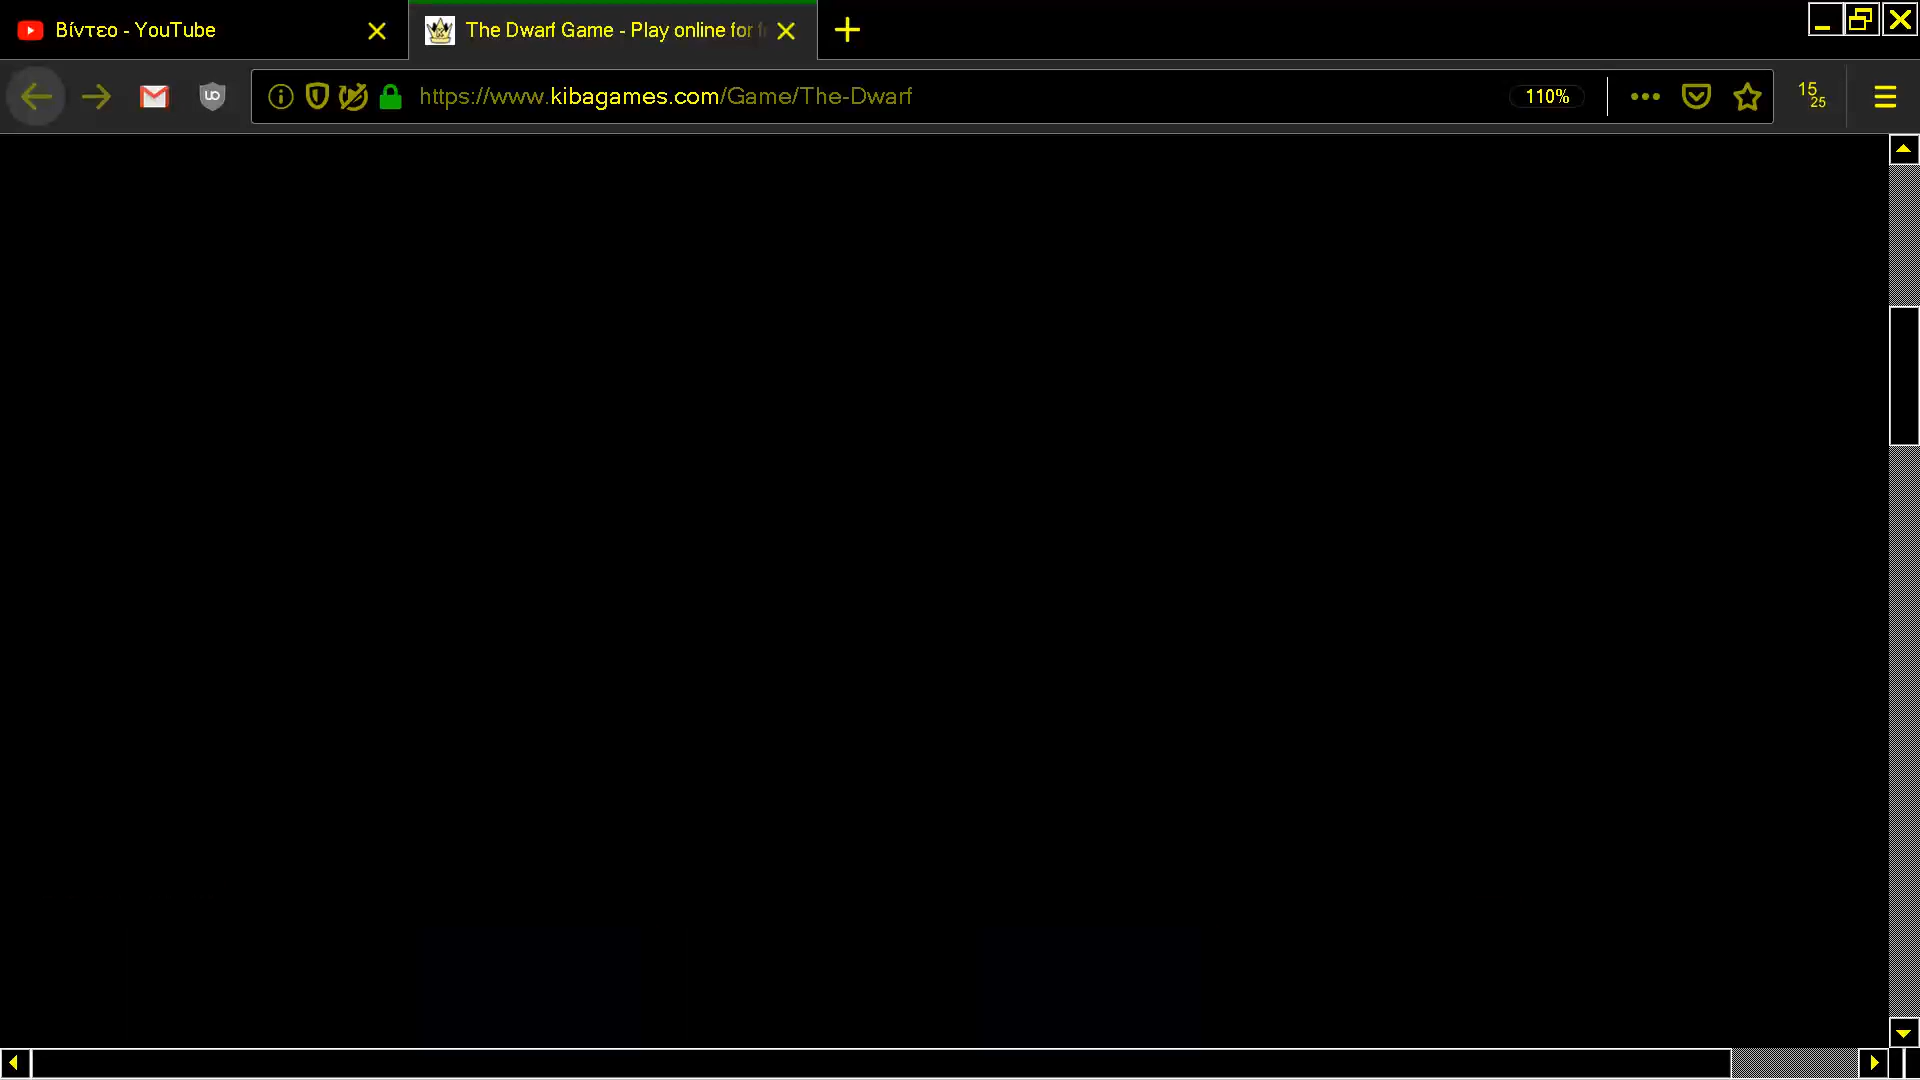 Βίντεο - YouTube
The Dwarf Game - Play online for f
https://www.kibagames.com/Game/The-Dwarf
110%
15
25